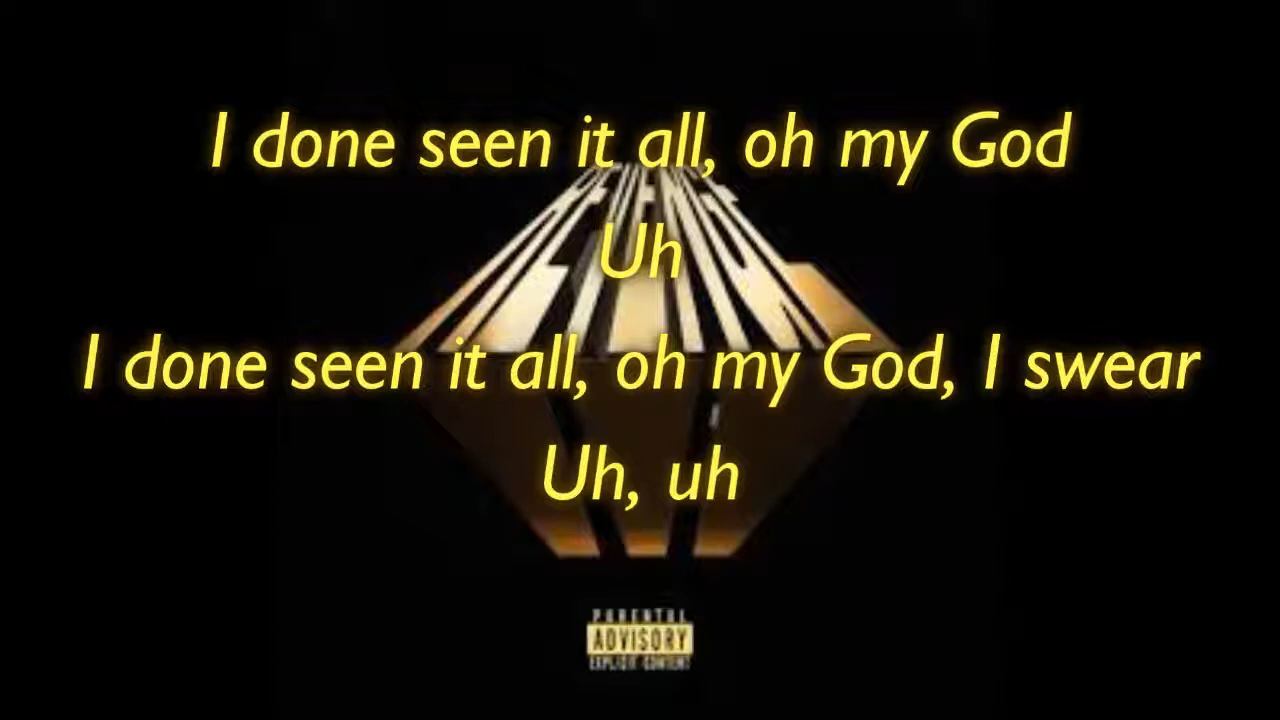 I done seen it all, oh my God
Uh
I done seen it all, oh my God, I swear
Uh, uh
PARENTAL
ADVISORY
EXPLICIT CONTENT